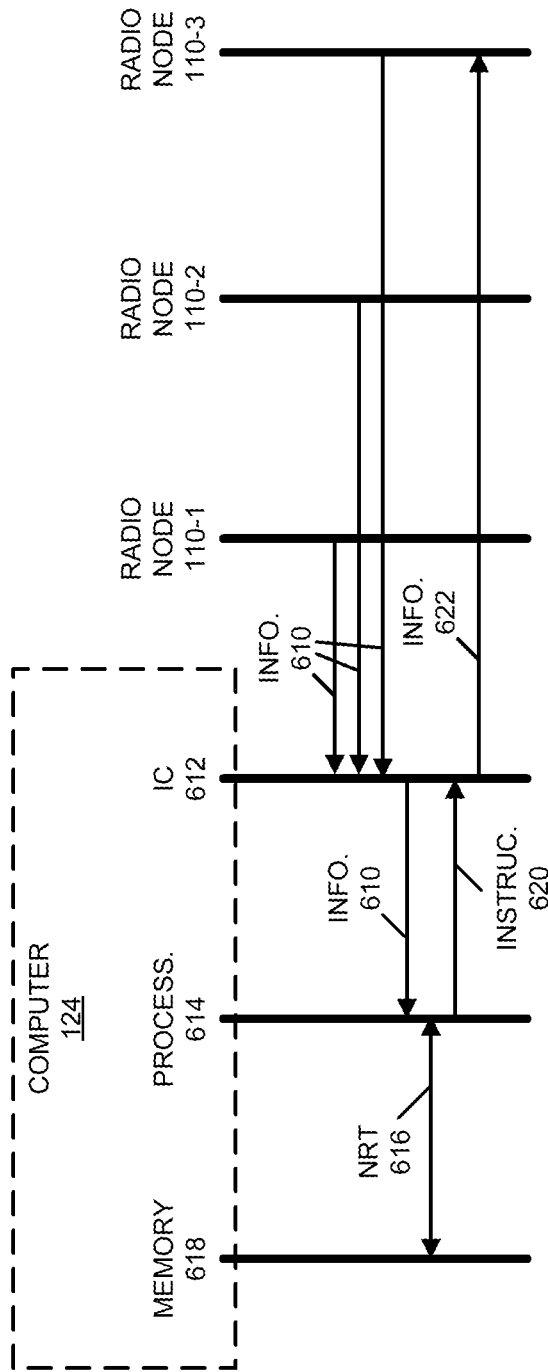 COMPUTER
124
MEMORY
618
PROCESS.
614
IC
612
RADIO
NODE
110-1
RADIO
NODE
110-2
RADIO
NODE
110-3
INFO.
610
INFO.
610
NRT
616
INSTRUC.
620
INFO.
622